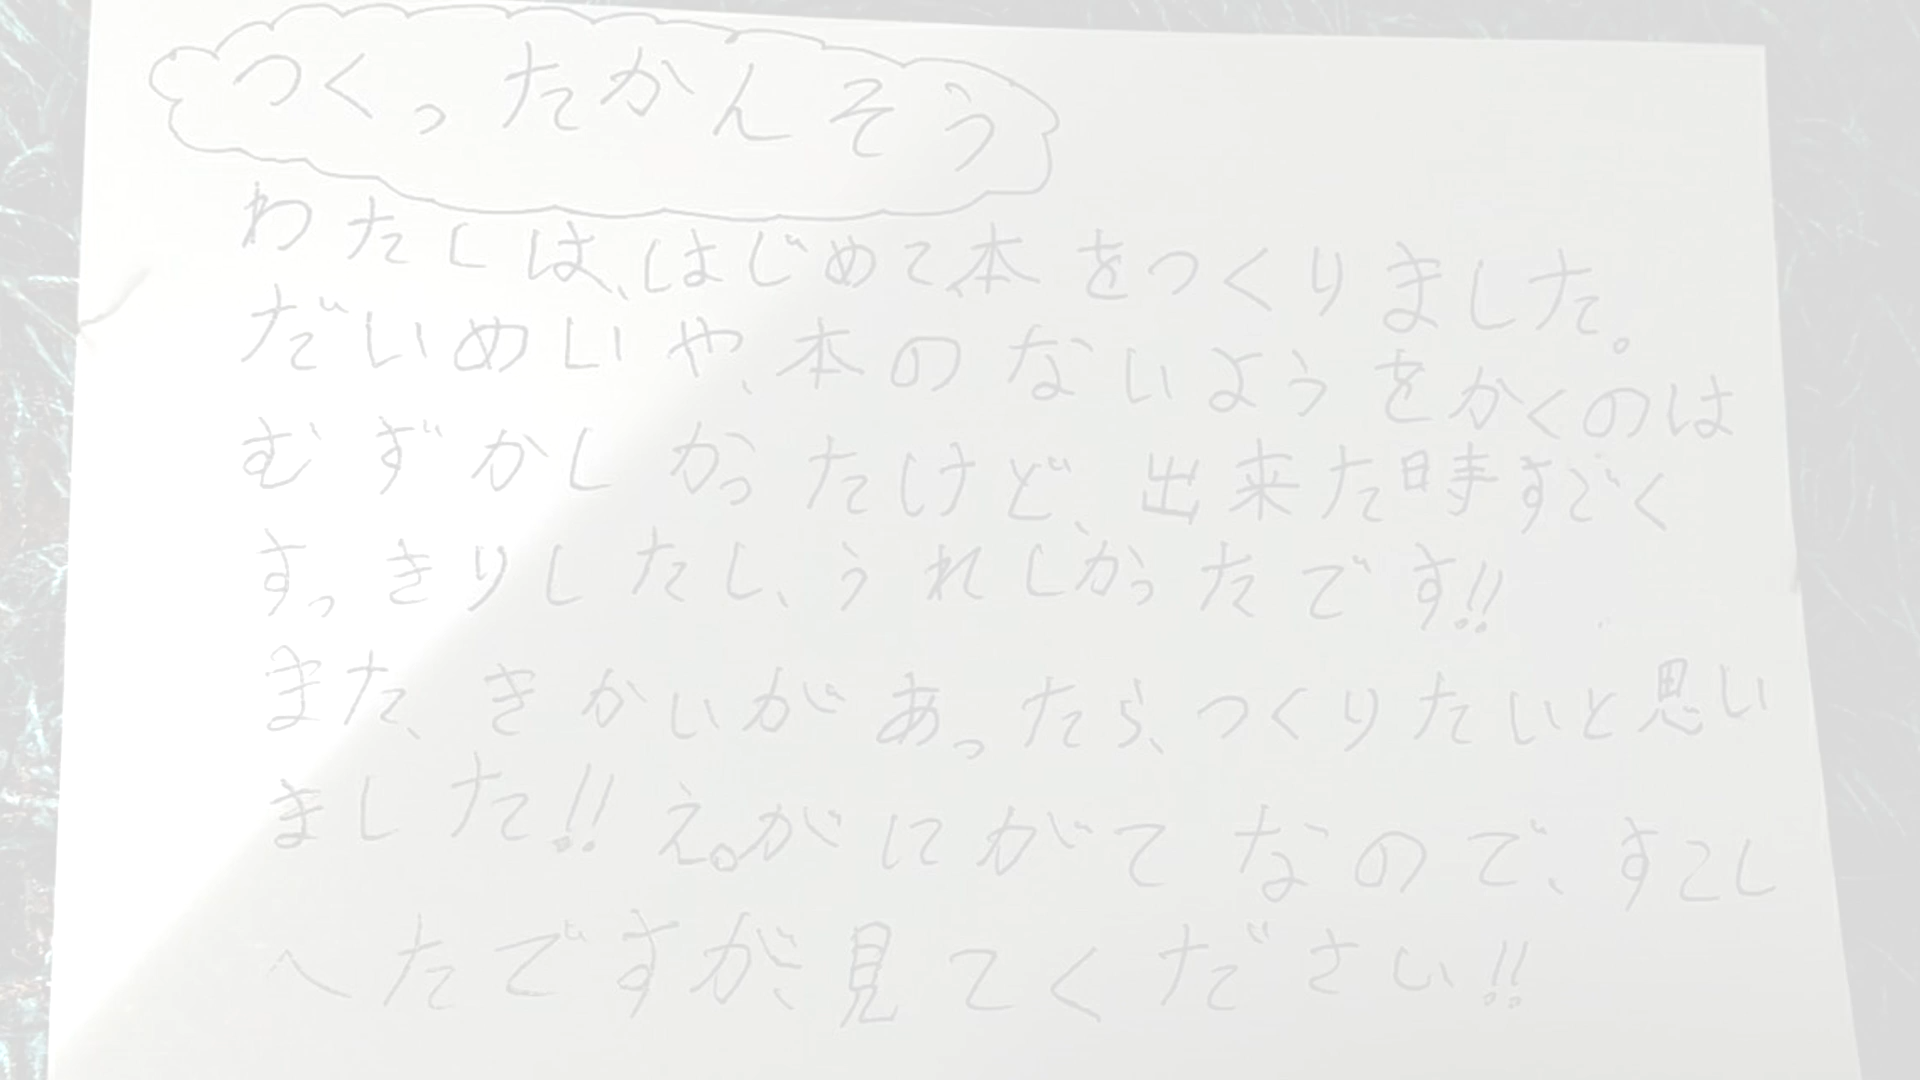 つくったかんそう
わたしは、はじめて、本をつくりました。
だいめいや、本のないようをかくのは
むずかしかったけど、出来た時すごく
すっきりしたし、うれしかったです!!
また、きかいがあったら、つくりたいと思い
ました!! え。がにがてなので、すこし
へたですが、見てください!!